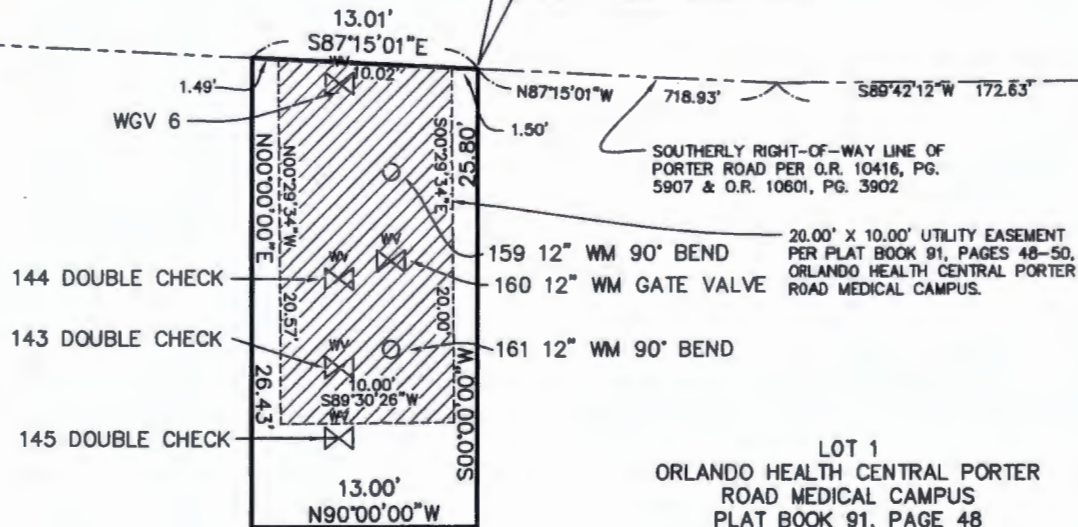 13.01'
S87°15'01"E
WV
10.02'
1.49'
WGV 6
N87°15'01"W
718.93'
S89°42'12"W 172.63'
1.50'
SOUTHERLY RIGHT-OF-WAY LINE OF
PORTER ROAD PER O.R. 10416, PG.
5907 & O.R. 10601, PG. 3902
N00°00'00"E
N00°29'34"W
S00°29'34"E
25.80'
20.00' X 10.00' UTILITY EASEMENT
PER PLAT BOOK 91, PAGES 48-50,
ORLANDO HEALTH CENTRAL PORTER
ROAD MEDICAL CAMPUS.
159 12" WM 90° BEND
WV
WV
144 DOUBLE CHECK
160 12" WM GATE VALVE
20.57'
20.00'
143 DOUBLE CHECK
WV
161 12" WM 90° BEND
26.43'
10.00'
S89°30'26"W
S00°00'00"W
WV
145 DOUBLE CHECK
13.00'
N90°00'00"W
LOT 1
ORLANDO HEALTH CENTRAL PORTER
ROAD MEDICAL CAMPUS
PLAT BOOK 91, PAGE 48